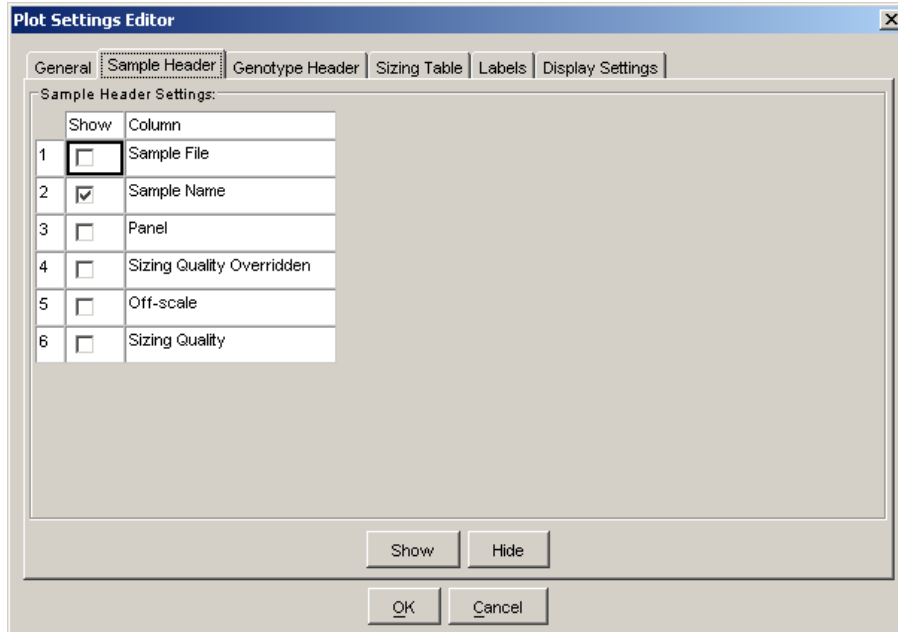 Plot Settings Editor
General Sample Header Genotype Header Sizing Table Labels Display Settings
Sample Header Settings:
Show Column
1 Sample File
2 Sample Name
3 Panel
4 Sizing Quality Overridden
5 Off-scale
6 Sizing Quality
Show Hide
OK Cancel